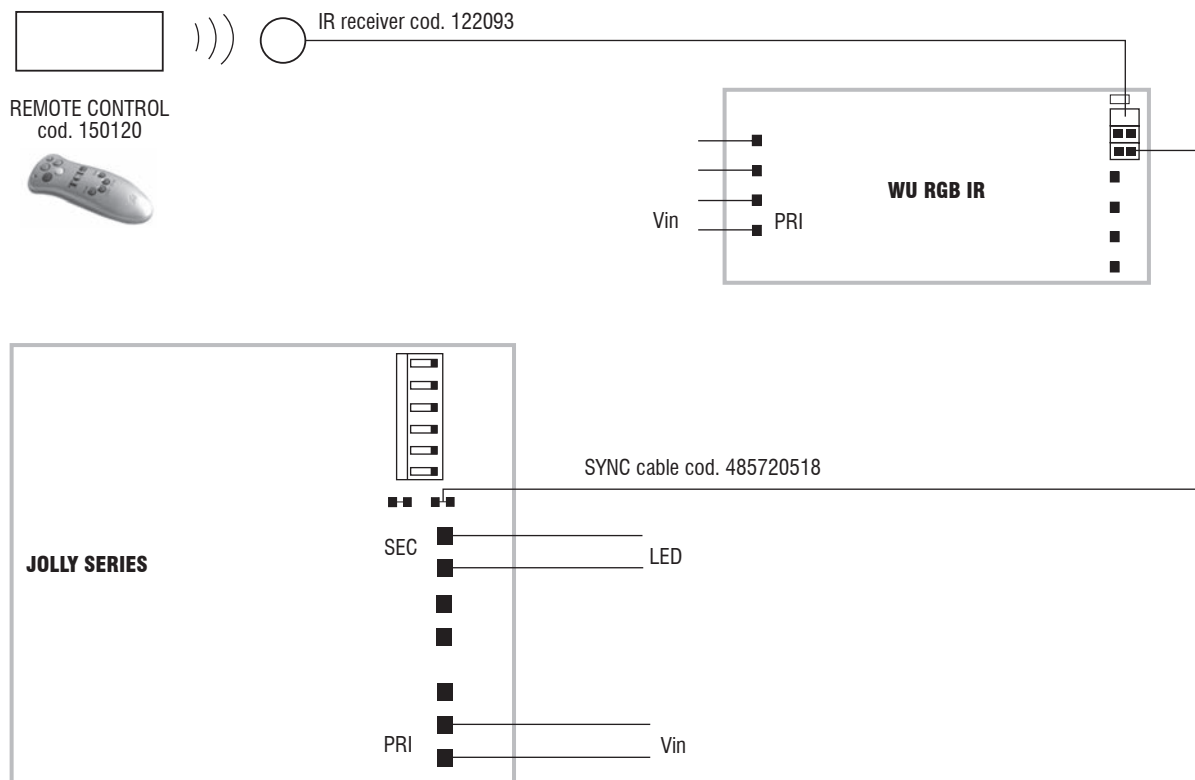 IR receiver cod. 122093
REMOTE CONTROL
cod. 150120
TCI
WU RGB IR
Vin
PRI
SYNC cable cod. 485720518
SEC
LED
JOLLY SERIES
PRI
Vin